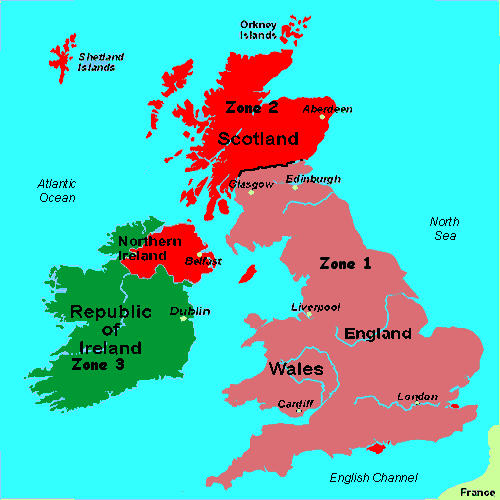 Orkney
Islands
Shetland
Islands
Zone 2
Aberdeen
Scotland
Glasgow
Edinburgh
Atlantic
Ocean
North
Sea
Northern
Ireland
Belfast
Zone 1
Republic
of
Ireland
Zone 3
Dublin
Liverpool
England
Wales
Cardiff
London
English Channel
France